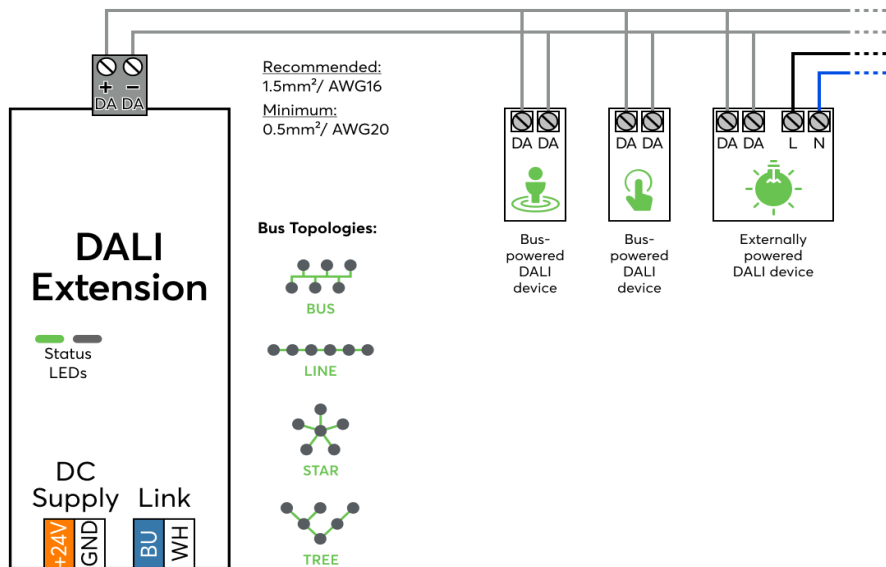 + −
DA DA
Recommended:
1.5mm²/ AWG16
Minimum:
0.5mm²/ AWG20
DA DA
DA DA
DA DA L N
Bus-
powered
DALI
device
Bus-
powered
DALI
device
Externally
powered
DALI device
DALI
Extension
Status
LEDs
Bus Topologies:
BUS
LINE
STAR
TREE
DC
Supply
Link
+24V
GND
BU
WH